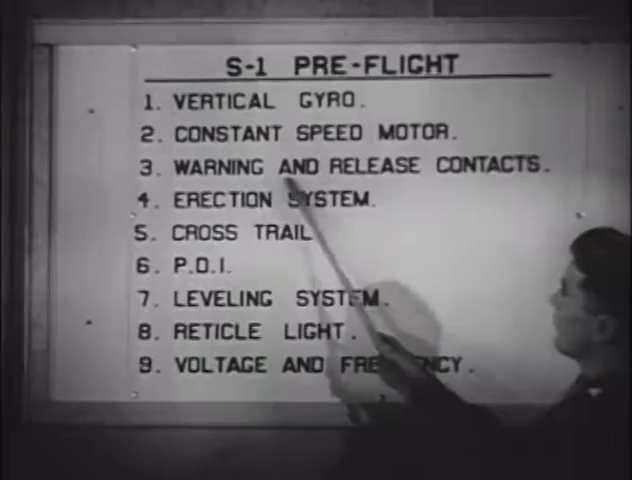 S-1 PRE-FLIGHT
1. VERTICAL GYRO.
2. CONSTANT SPEED MOTOR.
3. WARNING AND RELEASE CONTACTS.
4. ERECTION SYSTEM.
5. CROSS TRAIL
6. P.D.I.
7. LEVELING SYSTEM.
8. RETICLE LIGHT.
9. VOLTAGE AND FREQUENCY.